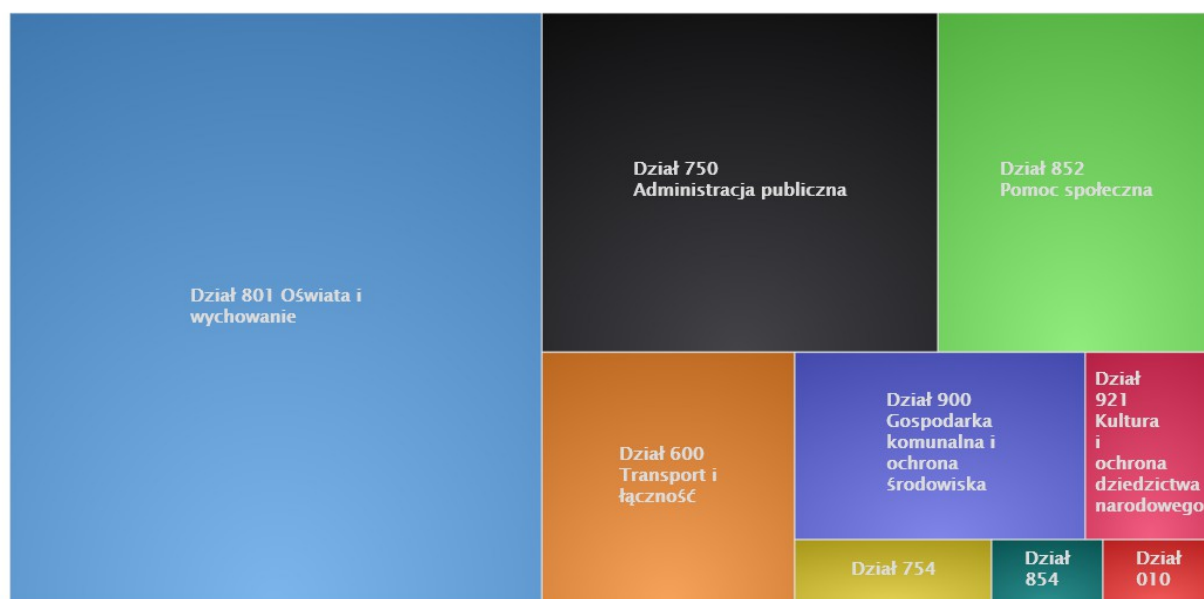 Dział 801 Oświata i
wychowanie
Dział 750
Administracja publiczna
Dział 852
Pomoc społeczna
Dział 600
Transport i
łączność
Dział 900
Gospodarka
komunalna i
ochrona
środowiska
Dział
921
Kultura
i
ochrona
dziedzictwa
narodowego
Dział 754
Dział
854
Dział
010